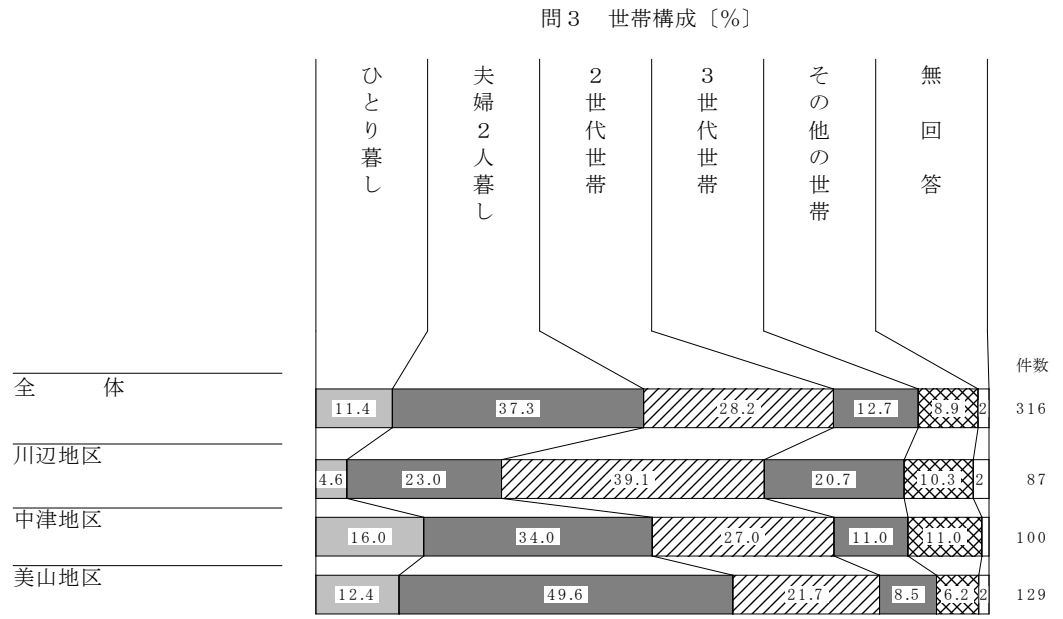 問３　世帯構成〔％〕
ひとり暮し
夫婦２人暮し
２世代世帯
３世代世帯
その他の世帯
無回答
件数
全　　体
11.4 37.3 28.2 12.7 8.9 2 316
川辺地区
4.6 23.0 39.1 20.7 10.3 2 87
中津地区
16.0 34.0 27.0 11.0 11.0 100
美山地区
12.4 49.6 21.7 8.5 6.2 2 129